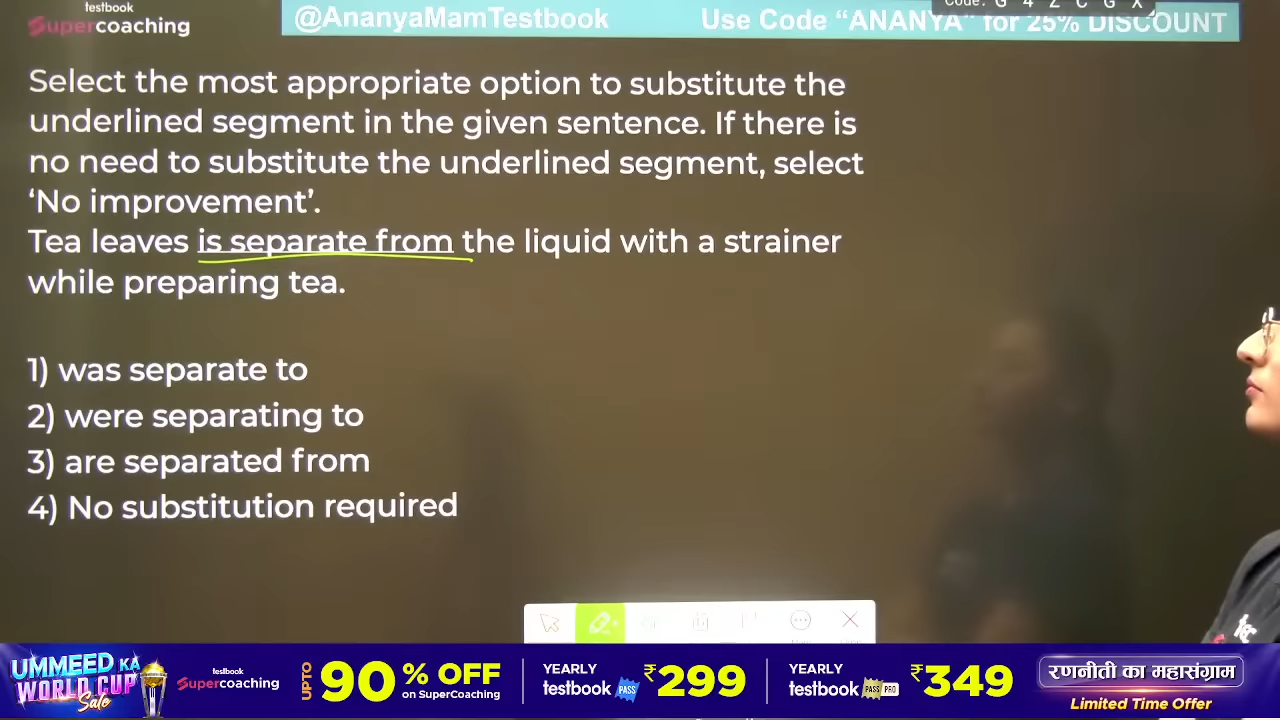 testbook
Supercoaching
@AnanyaMamTestbook
Use Code “ANANYA” for 25% DISCOUNT
Code: G 4 Z C G X
Select the most appropriate option to substitute the
underlined segment in the given sentence. If there is
no need to substitute the underlined segment, select
‘No improvement’.
Tea leaves is separate from the liquid with a strainer
while preparing tea.
1) was separate to
2) were separating to
3) are separated from
4) No substitution required
UMMEED KA
WORLD CUP
Sale
testbook
Supercoaching
UPTO 90% OFF
on SuperCoaching
YEARLY
testbook PASS
₹299
YEARLY
testbook PASS PRO
₹349
रणनीती का महासंग्राम
Limited Time Offer